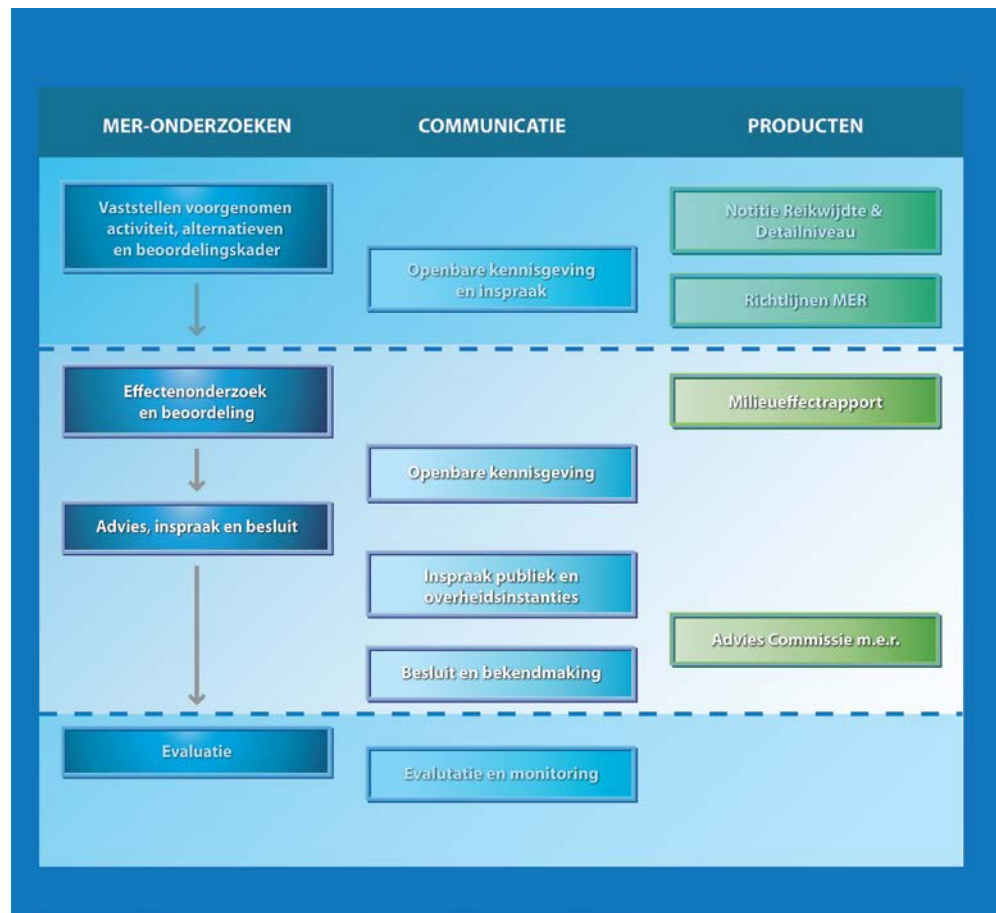 MER-ONDERZOEKEN
COMMUNICATIE
PRODUCTEN
Vaststellen voorgenomen
activiteit, alternatieven
en beoordelingskader
Openbare kennisgeving
en inspraak
Notitie Reikwijdte &
Detailniveau
Richtlijnen MER
Effectenonderzoek
en beoordeling
Milieueffectrapport
Openbare kennisgeving
Advies, inspraak en besluit
Inspraak publiek en
overheidsinstanties
Advies Commissie m.e.r.
Besluit en bekendmaking
Evaluatie
Evalutatie en monitoring